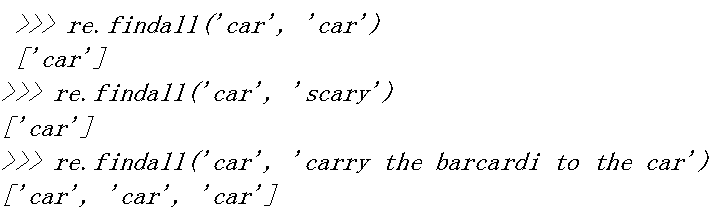 >>> re.findall('car', 'car')
['car']
>>> re.findall('car', 'scary')
['car']
>>> re.findall('car', 'carry the barcardi to the car')
['car', 'car', 'car']